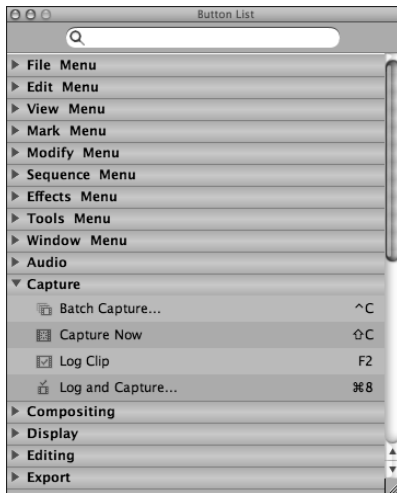 Button List
File Menu
Edit Menu
View Menu
Mark Menu
Modify Menu
Sequence Menu
Effects Menu
Tools Menu
Window Menu
Audio
Capture
Batch Capture... ^C
Capture Now ⇧C
Log Clip F2
Log and Capture... ⌘8
Compositing
Display
Editing
Export